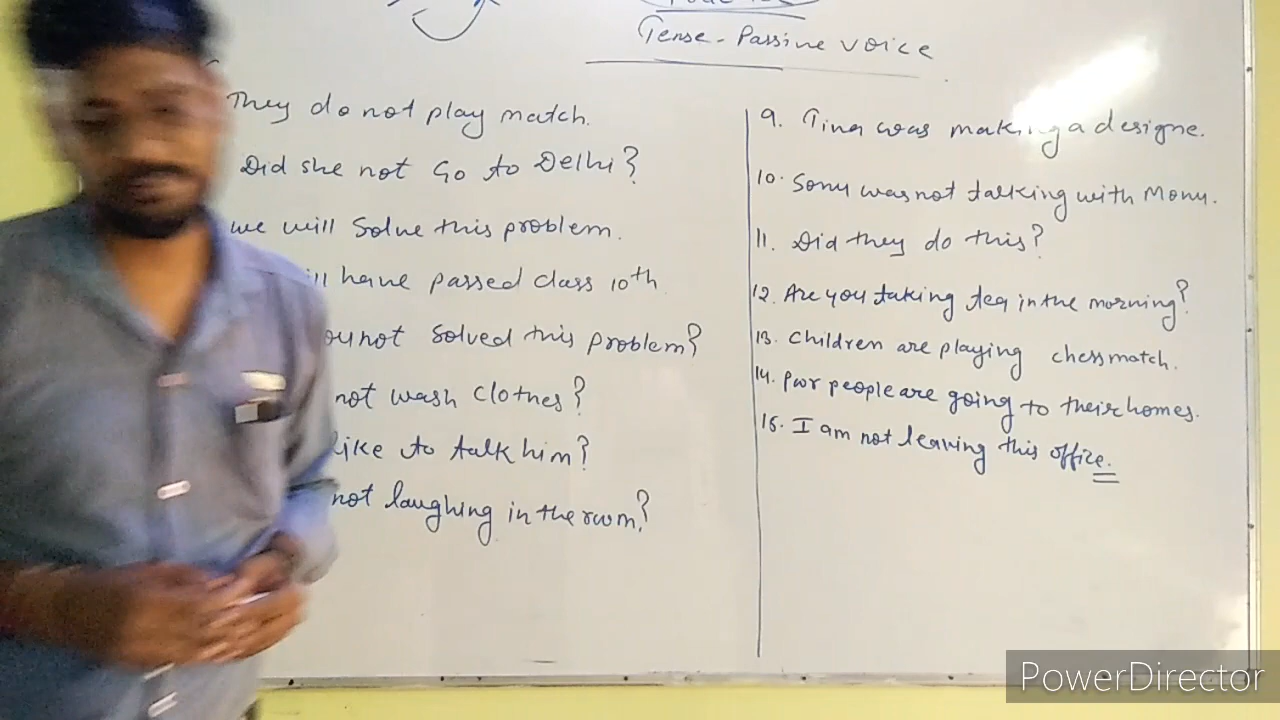 Tense - Passive voice
They do not play match.
Did she not Go to Delhi?
we will Solve this problem.
have passed class 10th
not Solved this problem?
not wash clothes?
like to talk him?
not laughing in the room?
9. Tina was making a designe.
10. Sonu was not talking with Monu.
11. Did they do this?
12. Are you taking tea in the morning?
13. children are playing chess match.
14. poor people are going to their homes.
15. I am not leaving this office.
PowerDirector